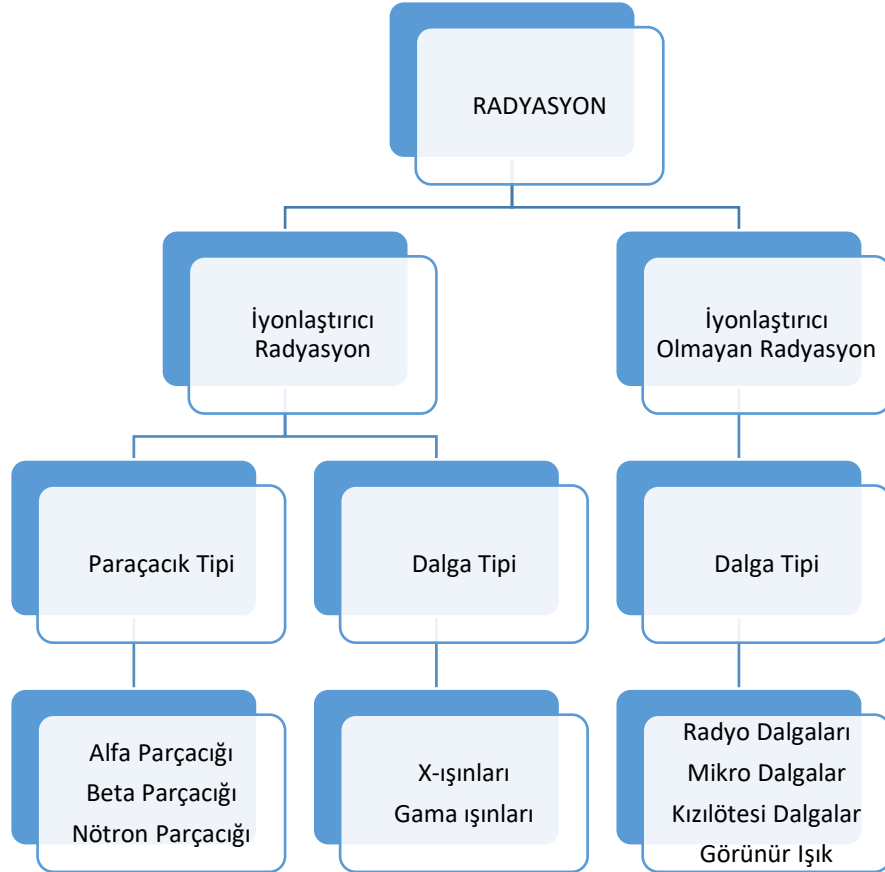 RADYASYON
İyonlaştırıcı
Radyasyon
İyonlaştırıcı
Olmayan Radyasyon
Paraçacık Tipi
Dalga Tipi
Dalga Tipi
Alfa Parçacığı
Beta Parçacığı
Nötron Parçacığı
X-ışınları
Gama ışınları
Radyo Dalgaları
Mikro Dalgalar
Kızılötesi Dalgalar
Görünür Işık